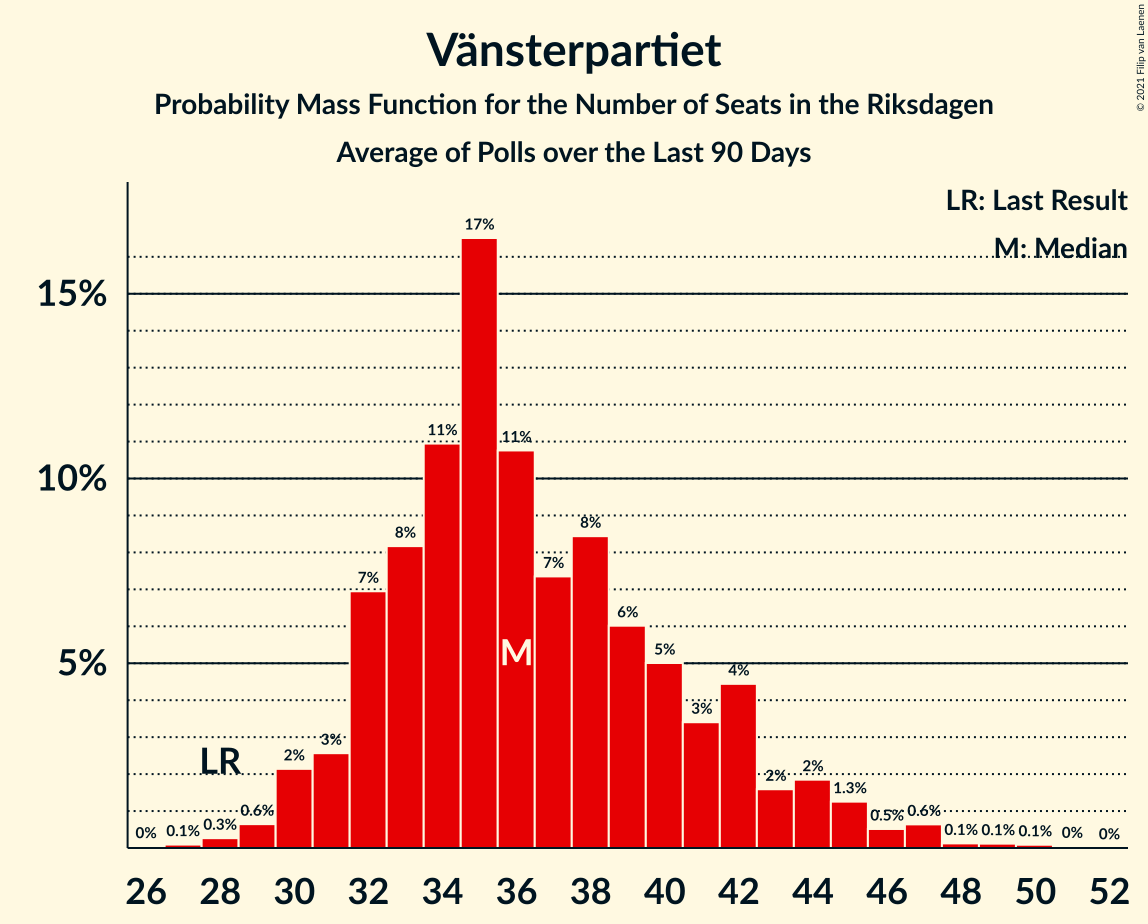 Vänsterpartiet
Probability Mass Function for the Number of Seats in the Riksdagen
Average of Polls over the Last 90 Days
© 2021 Filip van Laenen
LR: Last Result
M: Median
17%
15%
11% 11%
10%
8% 8%
7% 7%
6%
5% 5%
M
4%
3%
LR 2% 3% 2% 2%
0% 0.1% 0.3% 0.6% 1.3% 0.5% 0.6% 0.1% 0.1% 0.1% 0% 0%
26 28 30 32 34 36 38 40 42 44 46 48 50 52